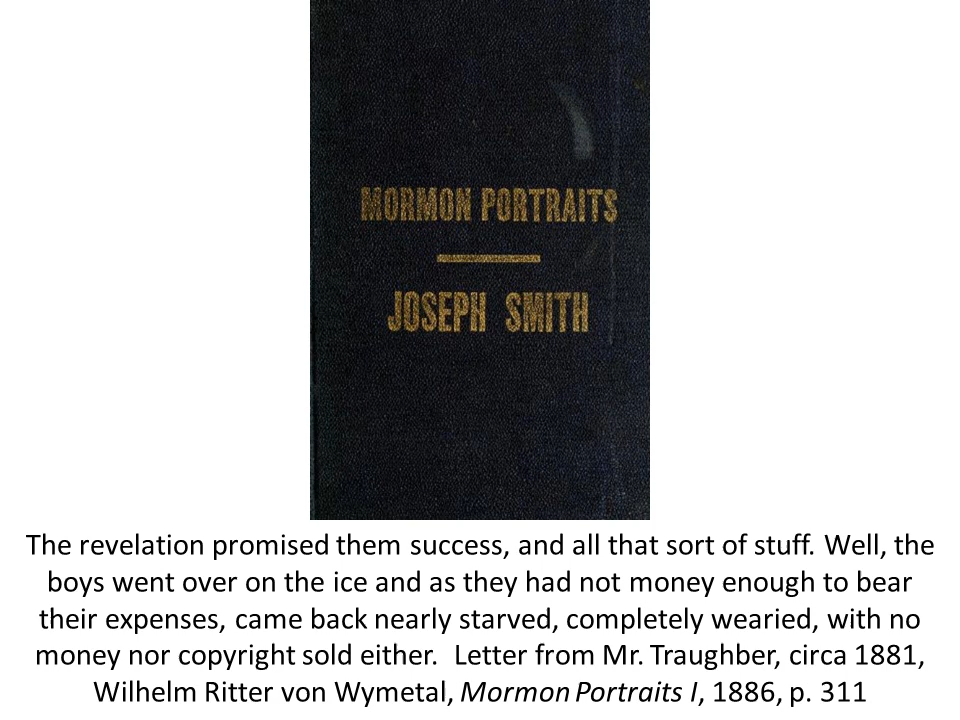 MORMON PORTRAITS
JOSEPH SMITH
The revelation promised them success, and all that sort of stuff. Well, the
boys went over on the ice and as they had not money enough to bear
their expenses, came back nearly starved, completely wearied, with no
money nor copyright sold either.  Letter from Mr. Traughber, circa 1881,
Wilhelm Ritter von Wymetal, Mormon Portraits I, 1886, p. 311